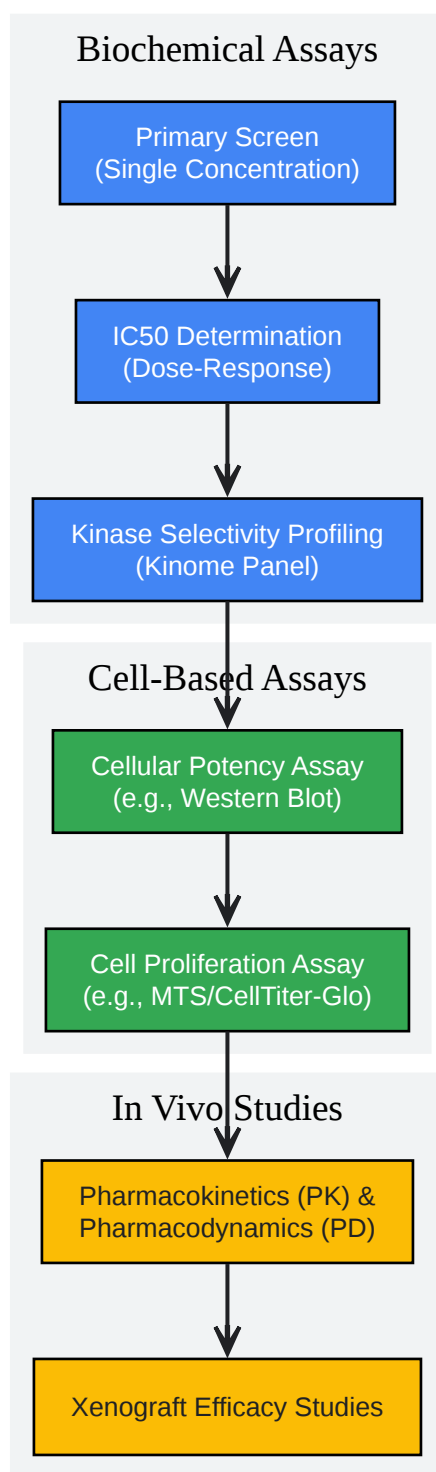 Biochemical Assays
Primary Screen
(Single Concentration)
IC50 Determination
(Dose-Response)
Kinase Selectivity Profiling
(Kinome Panel)
Cell-Based Assays
Cellular Potency Assay
(e.g., Western Blot)
Cell Proliferation Assay
(e.g., MTS/CellTiter-Glo)
In Vivo Studies
Pharmacokinetics (PK) &
Pharmacodynamics (PD)
Xenograft Efficacy Studies